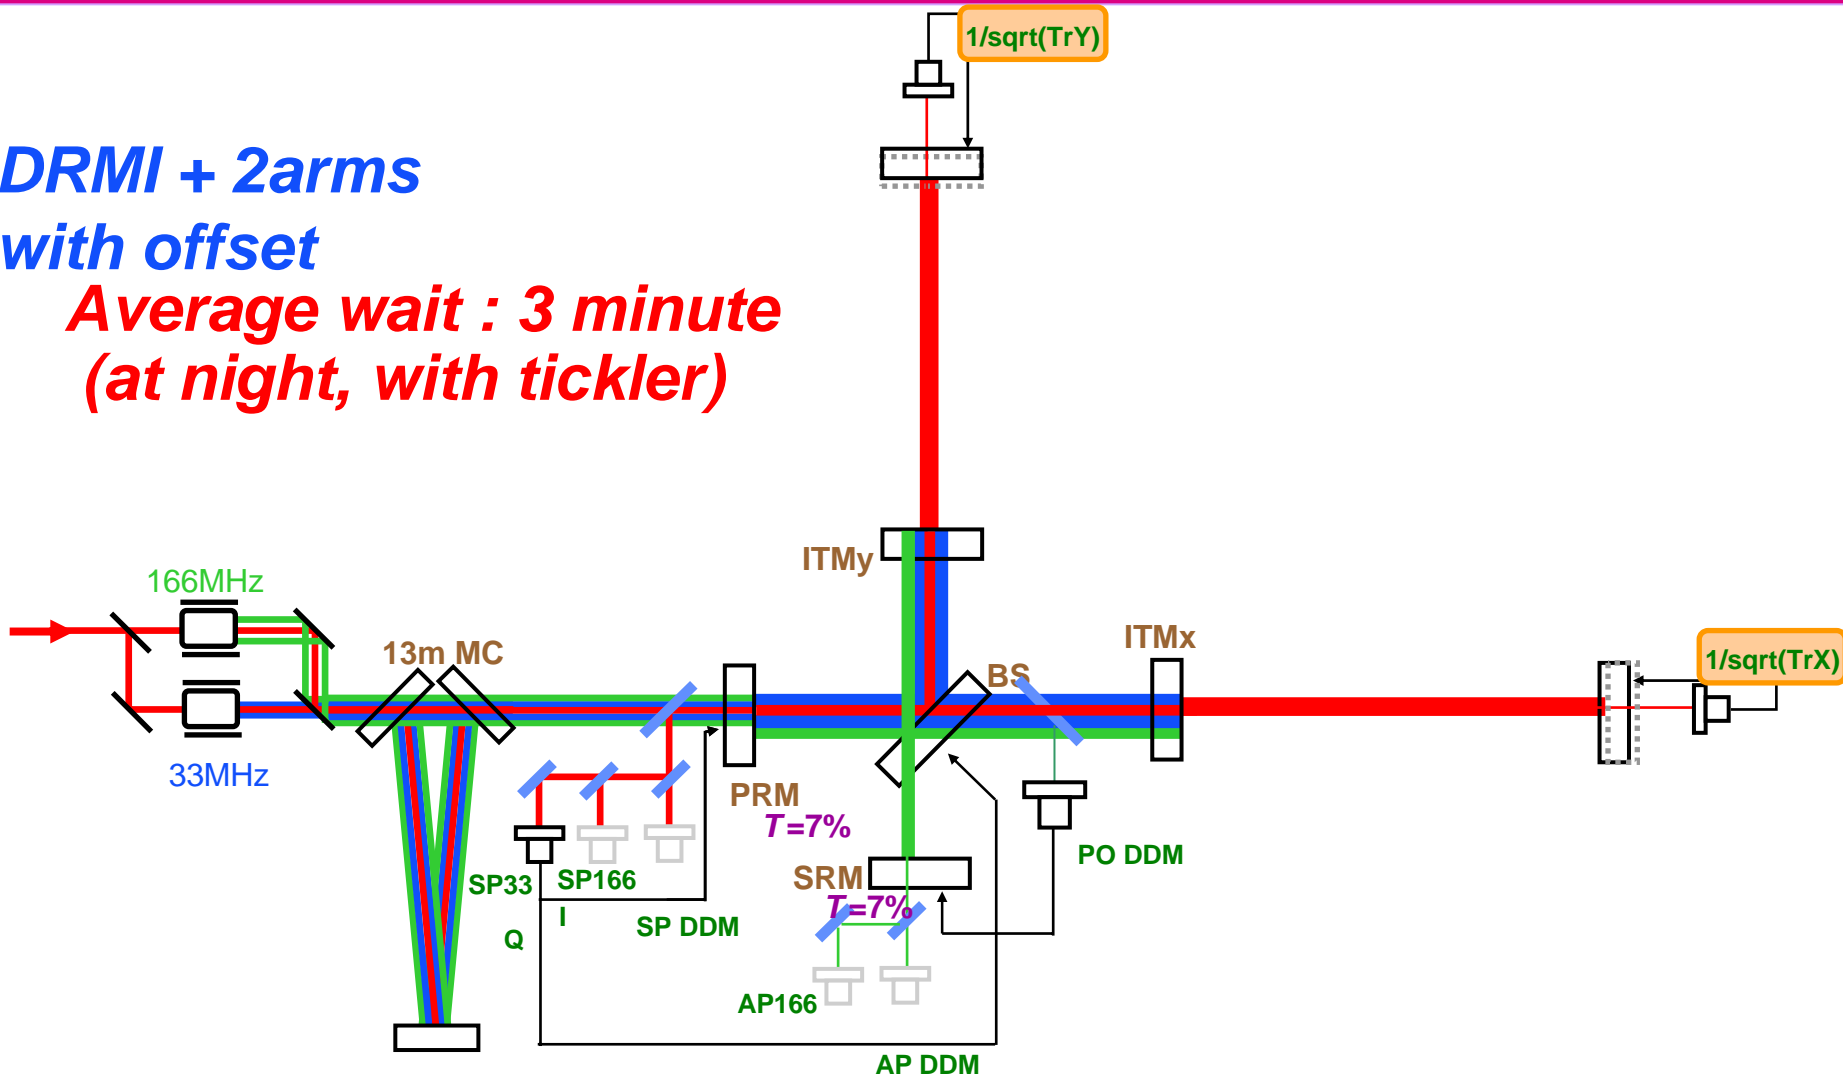 1/sqrt(TrY)
DRMI + 2arms
with offset
Average wait : 3 minute
(at night, with tickler)
ITMy
166MHz
13m MC
ITMx
BS
1/sqrt(TrX)
33MHz
PRM
T=7%
PO DDM
SP33
SP166
SRM
T=7%
I
Q
SP DDM
AP166
AP DDM